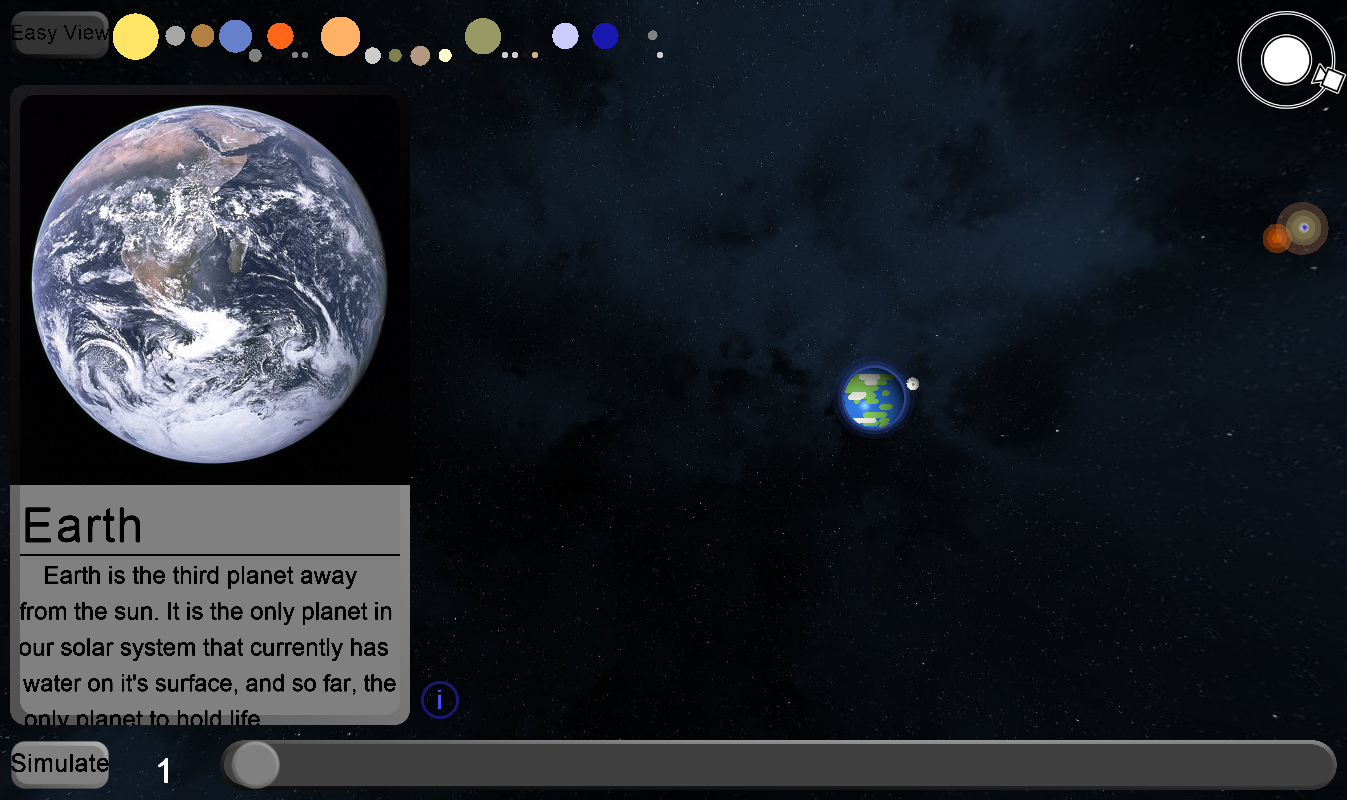 Easy View
Earth
Earth is the third planet away
from the sun. It is the only planet in
our solar system that currently has
water on it's surface, and so far, the
only planet to hold life
i
Simulate
1